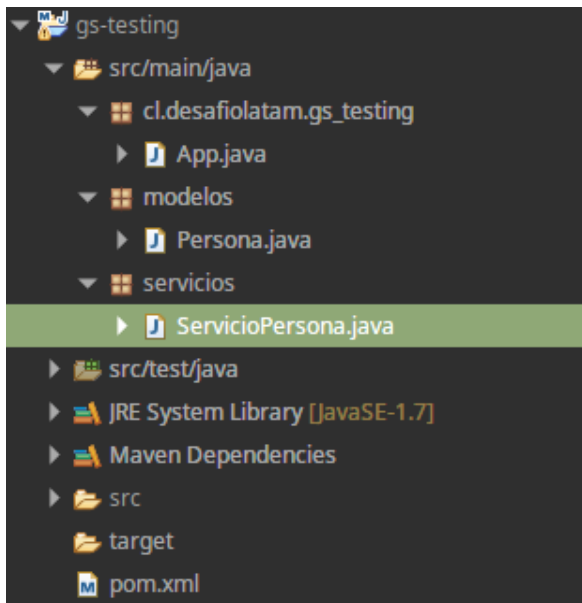 gs-testing
src/main/java
cl.desafiolatam.gs_testing
App.java
modelos
Persona.java
servicios
ServicioPersona.java
src/test/java
JRE System Library [JavaSE-1.7]
Maven Dependencies
src
target
pom.xml